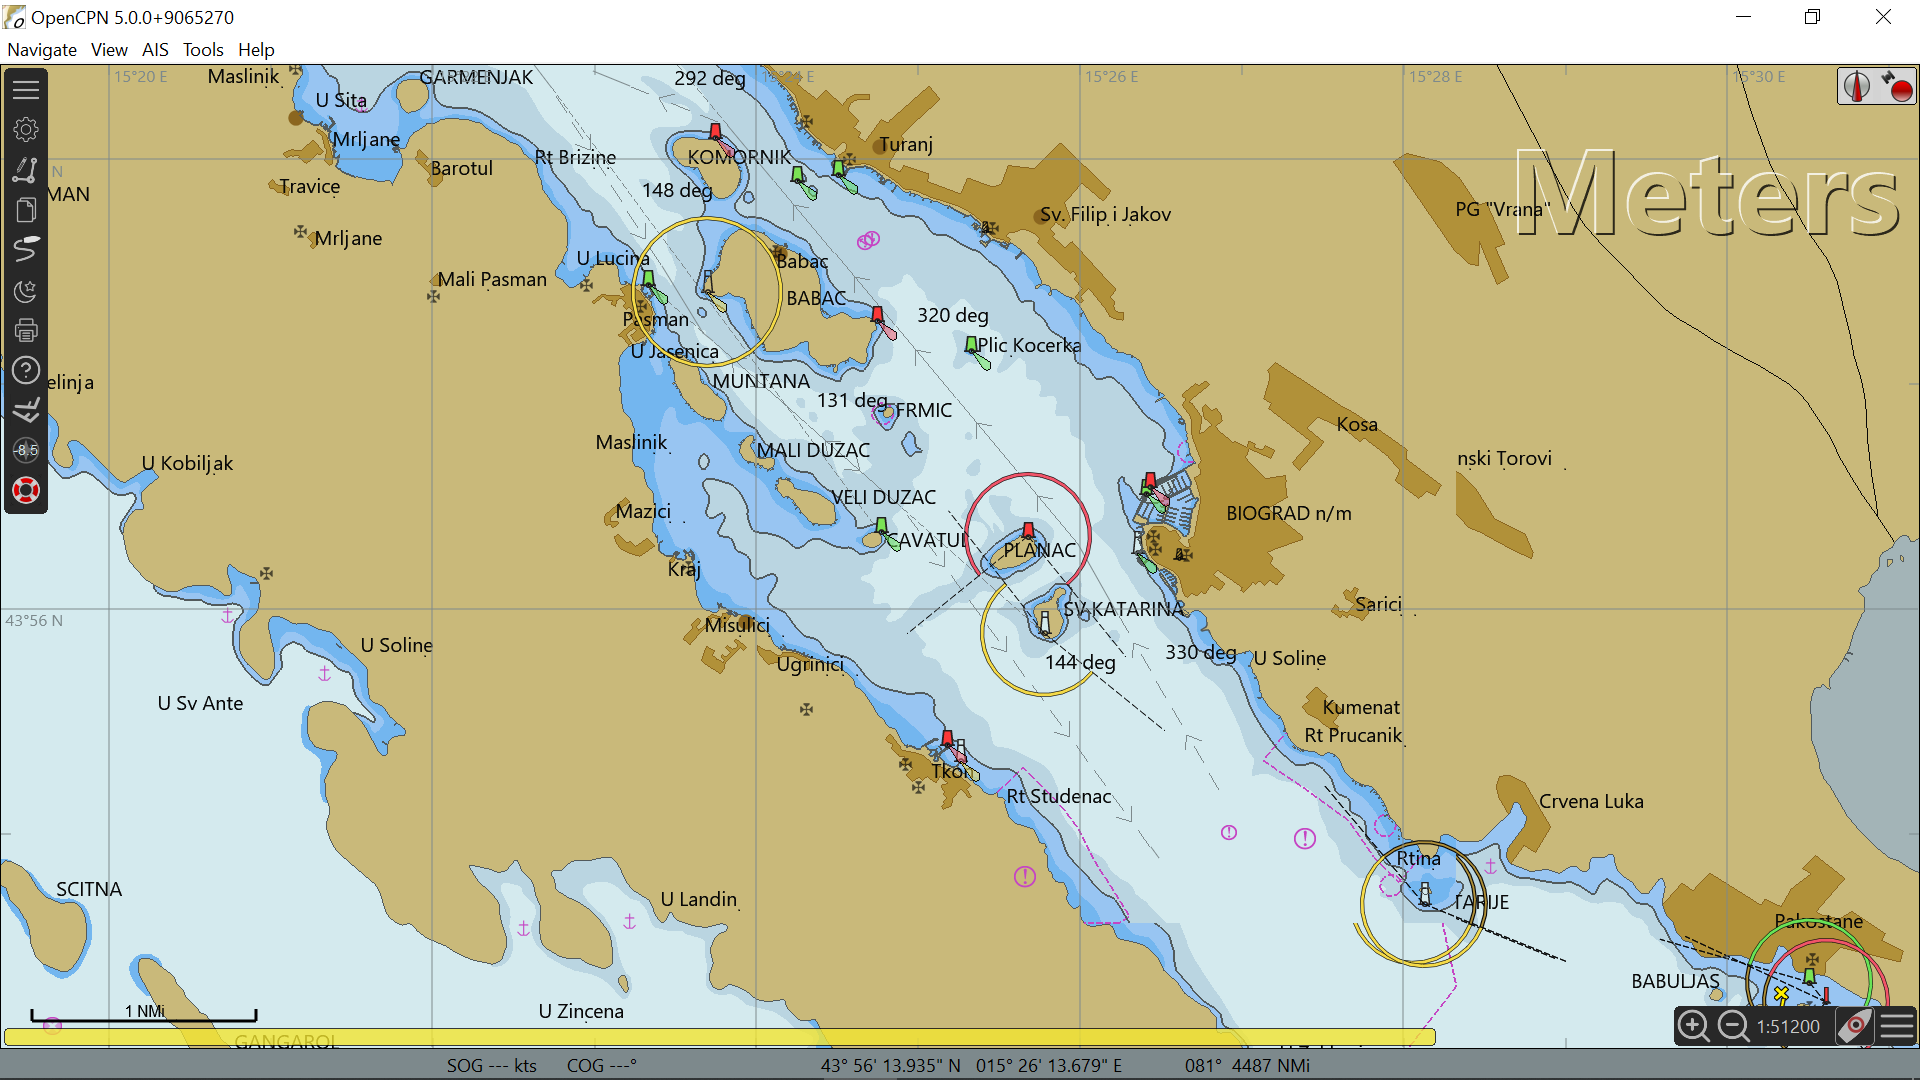 OpenCPN 5.0.0+9065270
Navigate View AIS Tools Help
15°20 E
15°26 E
15°28 E
15°30 E
Maslinik
GARMENJAK
292 deg
U Sita
Mrljane
Rt Brizine
KOMORNIK
Turanj
Barotul
N
Travice
MAN
148 deg
Meters
PG "Vrana"
Sv. Filip i Jakov
Mrljane
U Lucina
Babac
Mali Pasman
BABAC
Pasman
320 deg
Plic Kocerka
U Jasenica
elinja
MUNTANA
131 deg
FRMIC
Kosa
Maslinik
MALI DUZAC
nski Torovi
-8.5
U Kobiljak
VELI DUZAC
Mazici
BIOGRAD n/m
GAVATUL
PLANAC
Kraj
SV KATARINA
Sarici
43°56 N
Misulici
U Soline
Ugrinici
144 deg
330 deg
U Soline
U Sv Ante
Kumenat
Rt Prucanik
Tkon
Rt Studenac
Crvena Luka
Rtina
SCITNA
U Landin
TARIJE
Pakostane
BABULJAS
1 NMi
U Zincena
1:51200
GANGAROL
SOG --- kts COG ---° 43° 56' 13.935" N 015° 26' 13.679" E 081° 4487 NMi